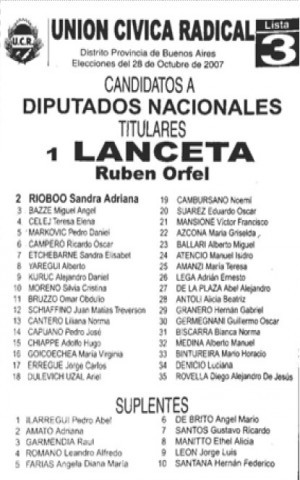 U.C.R.
UNION CIVICA RADICAL
Lista
3
Distrito Provincia de Buenos Aires
Elecciones del 28 de Octubre de 2007
CANDIDATOS A
DIPUTADOS NACIONALES
TITULARES
1 LANCETA
Ruben Orfel
2 RIOBOO Sandra Adriana
3 BAZZE Miguel Angel
4 CELEJ Teresa Elena
5 MARKOVIC Pedro Daniel
6 CAMPERO Ricardo Oscar
7 ETCHEBARNE Sandra Elisabet
8 YAREGUI Alberto
9 KURLIC Alejandro Daniel
10 MORENO Silvia Cristina
11 BRUZZO Omar Obdulio
12 SCHIAFFINO Juan Matias Treverson
13 CANTERO Liliana Norma
14 CAPUANO Pedro José
15 CHIAPPE Adolfo Hugo
16 GOICOECHEA María Virginia
17 ERREGUE Jorge Carlos
18 DULEVICH UZAL Ariel
19 CAMBURSANO Noemí
20 SUAREZ Eduardo Oscar
21 MANSIONE Víctor Francisco
22 AZCONA María Griselda
23 BALLARI Alberto Miguel
24 ATENCIO Manuel Isidro
25 AMANZI María Teresa
26 LEGA Adrián Ernesto
27 DE LA PLAZA Abel Alejandro
28 ANTOLI Alicia Beatriz
29 GRANERO Hernán Gabriel
30 GERMEGNANI Guillermo Oscar
31 BISCARRA Bianca Norma
32 MEDINA Alberto Manuel
33 BINTUREIRA Mario Horacio
34 DENICIO Luciana
35 ROVELLA Diego Alejandro De Jesús
SUPLENTES
1 ILARREGUI Pedro Abel
2 AMATO Adriana
3 GARMENDIA Raul
4 ROMANO Leandro Alfredo
5 FARIAS Angela Diana María
6 DE BRITO Angel Mario
7 SANTOS Gustavo Ricardo
8 MANITTO Ethel Alicia
9 LEON Jorge Luis
10 SANTANA Hernán Federico